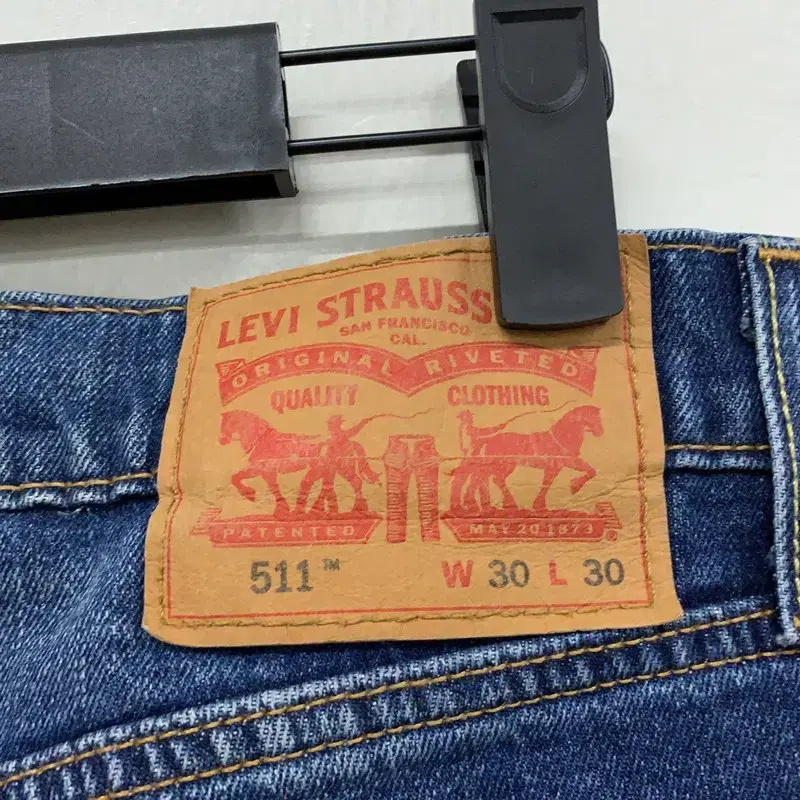 LEVI STRAUSS
SAN FRANCISCO
CAL.
ORIGINAL RIVETED
QUALITY CLOTHING
PATENTED MAY 20 1873 ®
511™ W 30 L 30